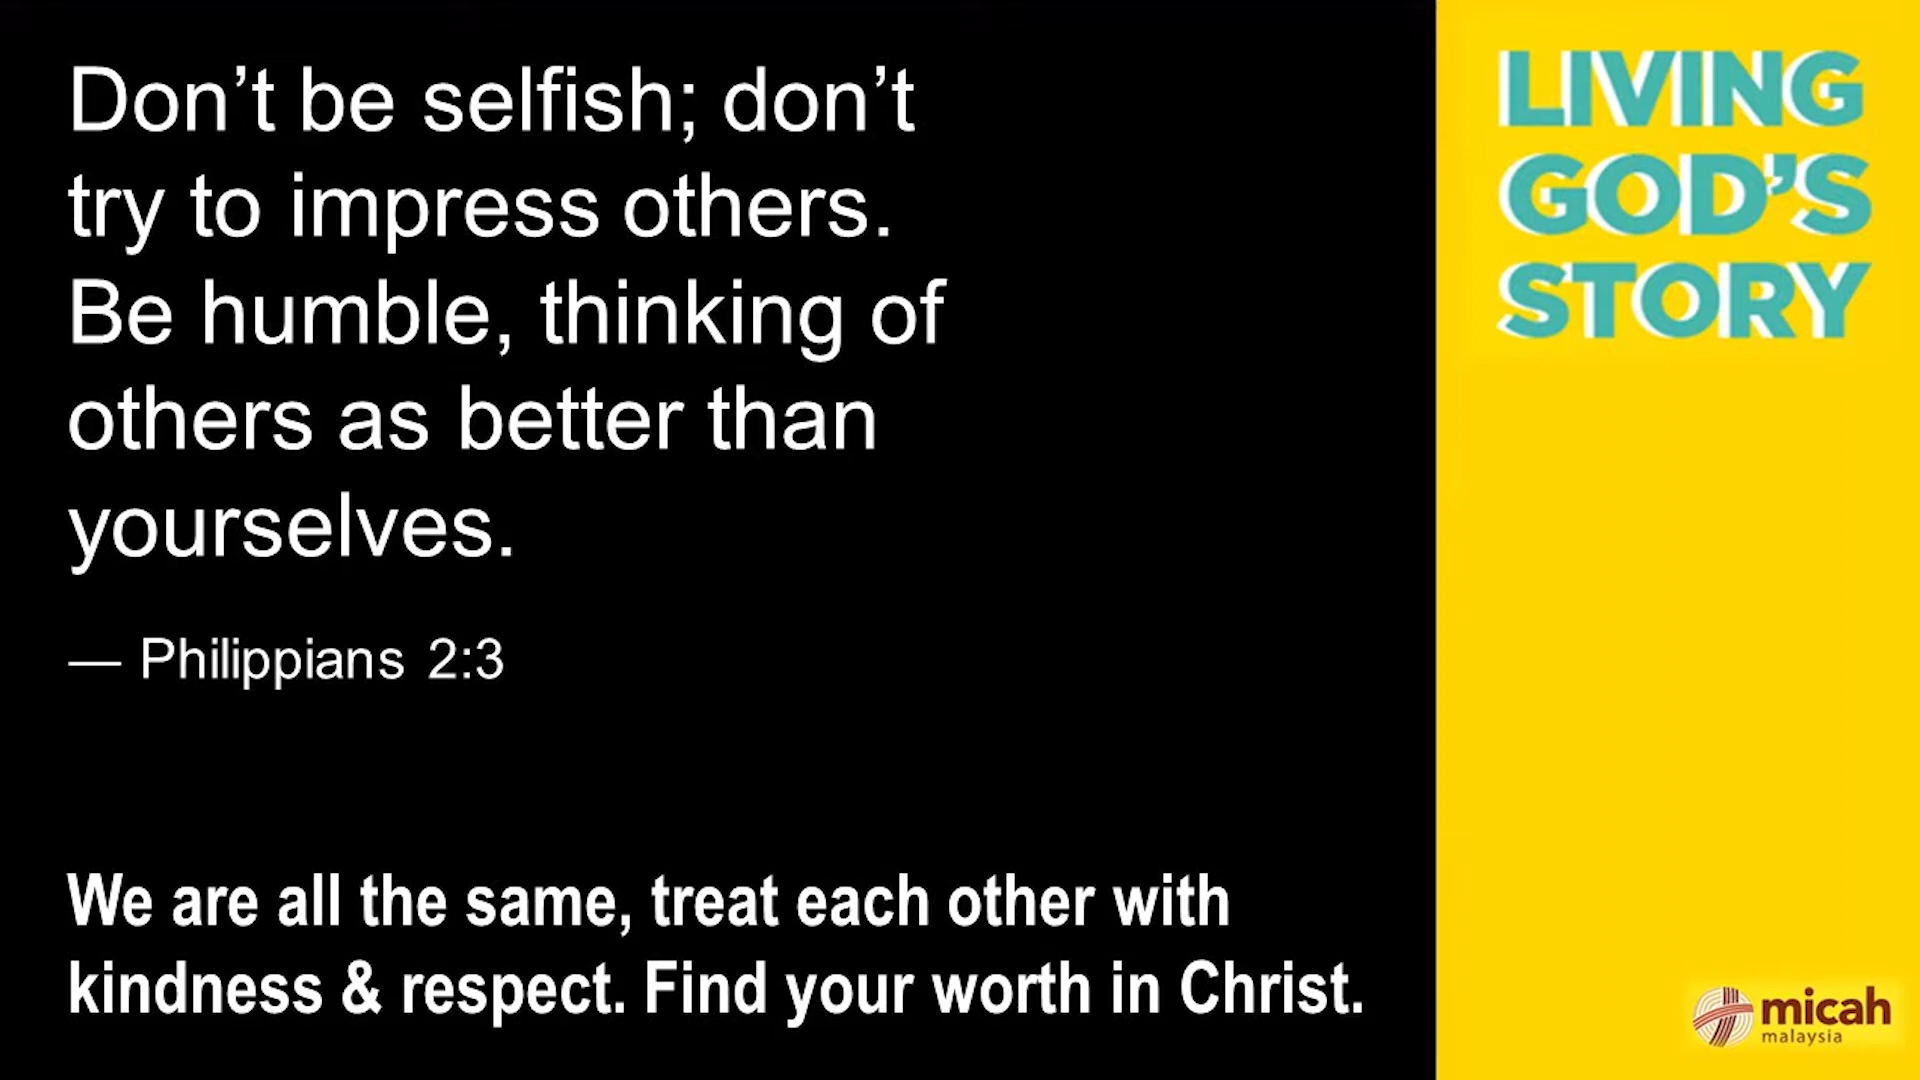 Don’t be selfish; don’t
try to impress others.
Be humble, thinking of
others as better than
yourselves.
— Philippians 2:3
We are all the same, treat each other with
kindness & respect. Find your worth in Christ.
LIVING
GOD’S
STORY
micah
malaysia